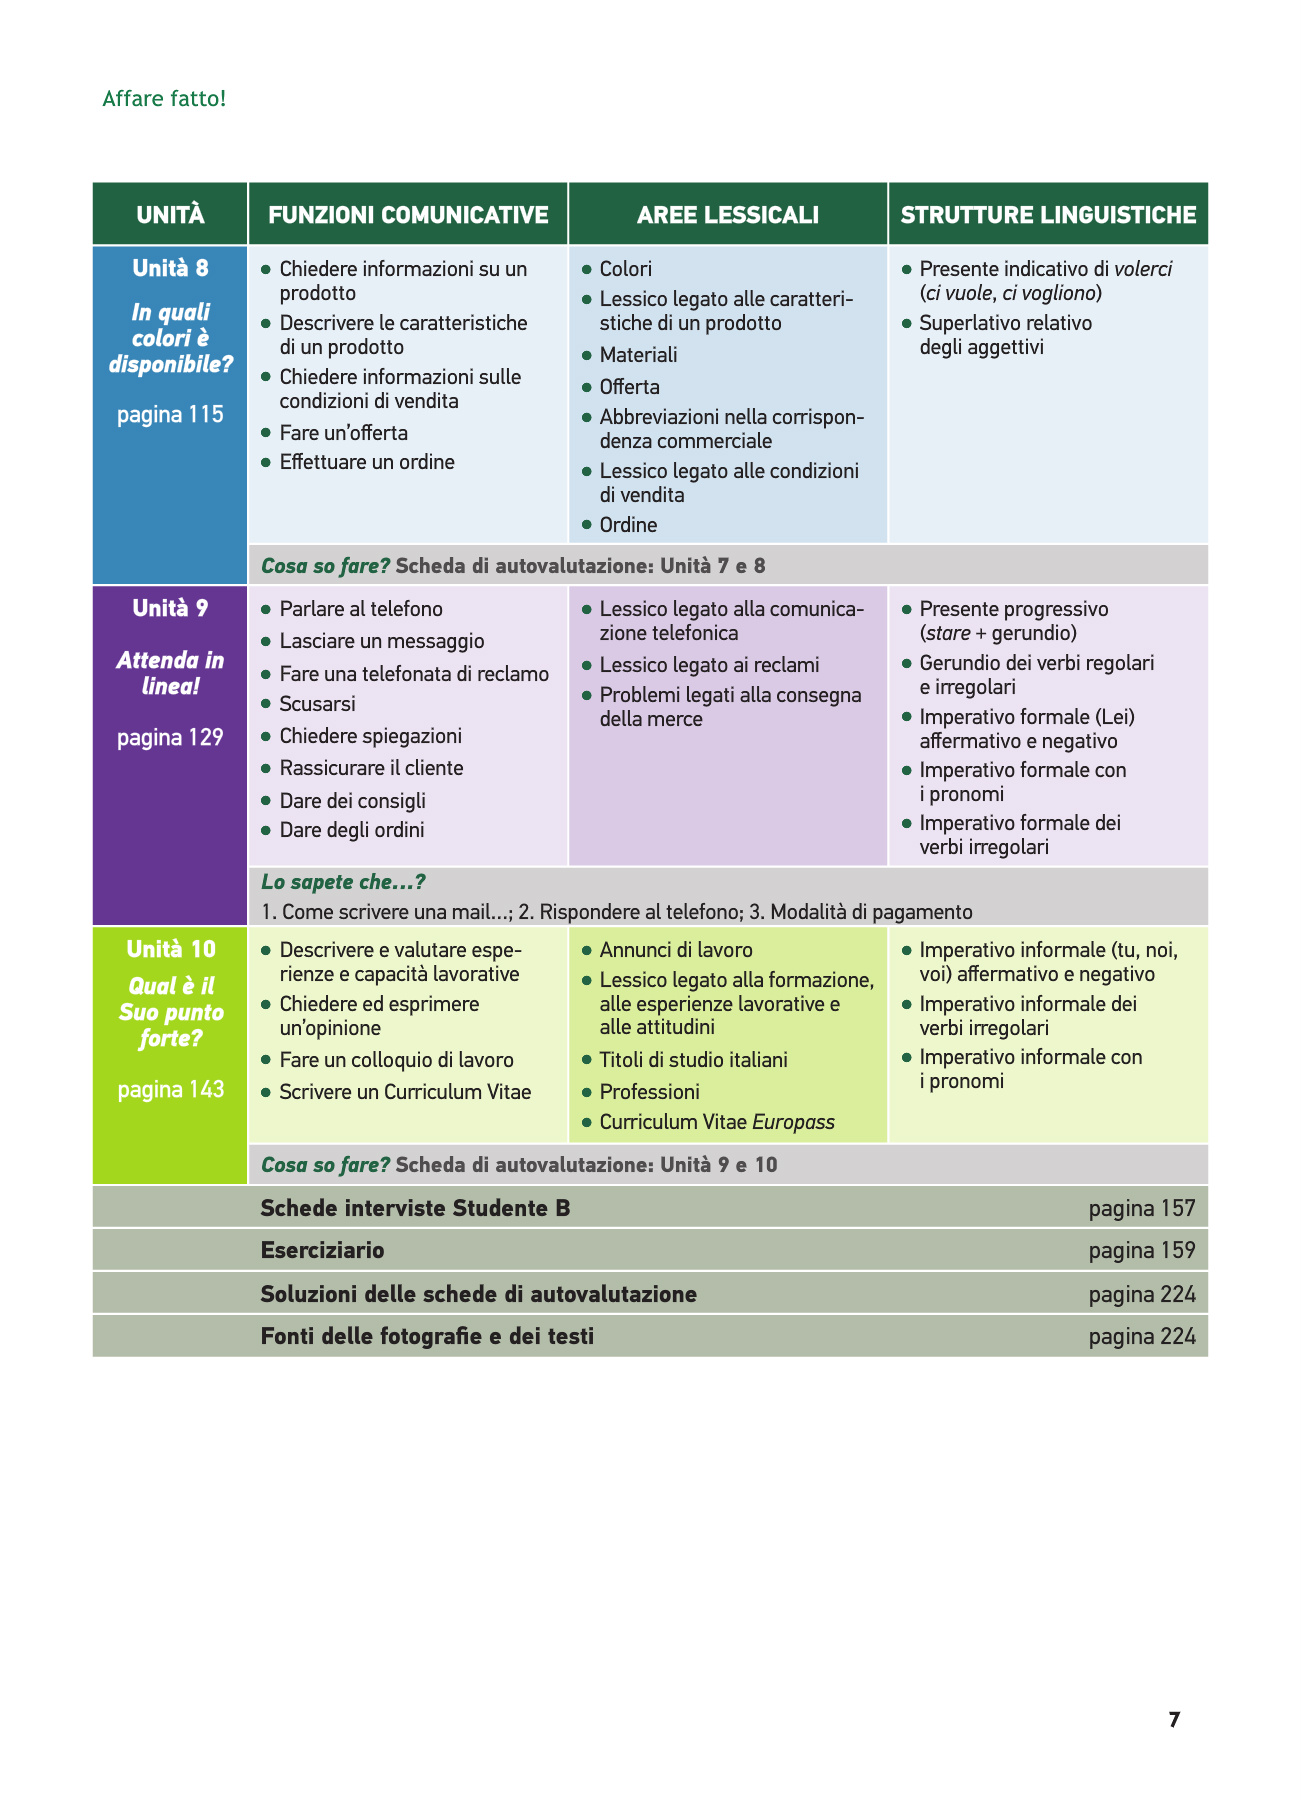 Affare fatto!
UNITÀ
FUNZIONI COMUNICATIVE
AREE LESSICALI
STRUTTURE LINGUISTICHE
Unità 8
In quali
colori è
disponibile?
pagina 115
• Chiedere informazioni su un
prodotto
• Descrivere le caratteristiche
di un prodotto
• Chiedere informazioni sulle
condizioni di vendita
• Fare un'offerta
• Effettuare un ordine
• Colori
• Lessico legato alle caratteri-
stiche di un prodotto
• Materiali
• Offerta
• Abbreviazioni nella corrispon-
denza commerciale
• Lessico legato alle condizioni
di vendita
• Ordine
• Presente indicativo di volerci
(ci vuole, ci vogliono)
• Superlativo relativo
degli aggettivi
Cosa so fare? Scheda di autovalutazione: Unità 7 e 8
Unità 9
Attenda in
linea!
pagina 129
• Parlare al telefono
• Lasciare un messaggio
• Fare una telefonata di reclamo
• Scusarsi
• Chiedere spiegazioni
• Rassicurare il cliente
• Dare dei consigli
• Dare degli ordini
• Lessico legato alla comunica-
zione telefonica
• Lessico legato ai reclami
• Problemi legati alla consegna
della merce
• Presente progressivo
(stare + gerundio)
• Gerundio dei verbi regolari
e irregolari
• Imperativo formale (Lei)
affermativo e negativo
• Imperativo formale con
i pronomi
• Imperativo formale dei
verbi irregolari
Lo sapete che...?
1. Come scrivere una mail...; 2. Rispondere al telefono; 3. Modalità di pagamento
Unità 10
Qual è il
Suo punto
forte?
pagina 143
• Descrivere e valutare espe-
rienze e capacità lavorative
• Chiedere ed esprimere
un'opinione
• Fare un colloquio di lavoro
• Scrivere un Curriculum Vitae
• Annunci di lavoro
• Lessico legato alla formazione,
alle esperienze lavorative e
alle attitudini
• Titoli di studio italiani
• Professioni
• Curriculum Vitae Europass
• Imperativo informale (tu, noi,
voi) affermativo e negativo
• Imperativo informale dei
verbi irregolari
• Imperativo informale con
i pronomi
Cosa so fare? Scheda di autovalutazione: Unità 9 e 10
Schede interviste Studente B pagina 157
Eserciziario pagina 159
Soluzioni delle schede di autovalutazione pagina 224
Fonti delle fotografie e dei testi pagina 224
7